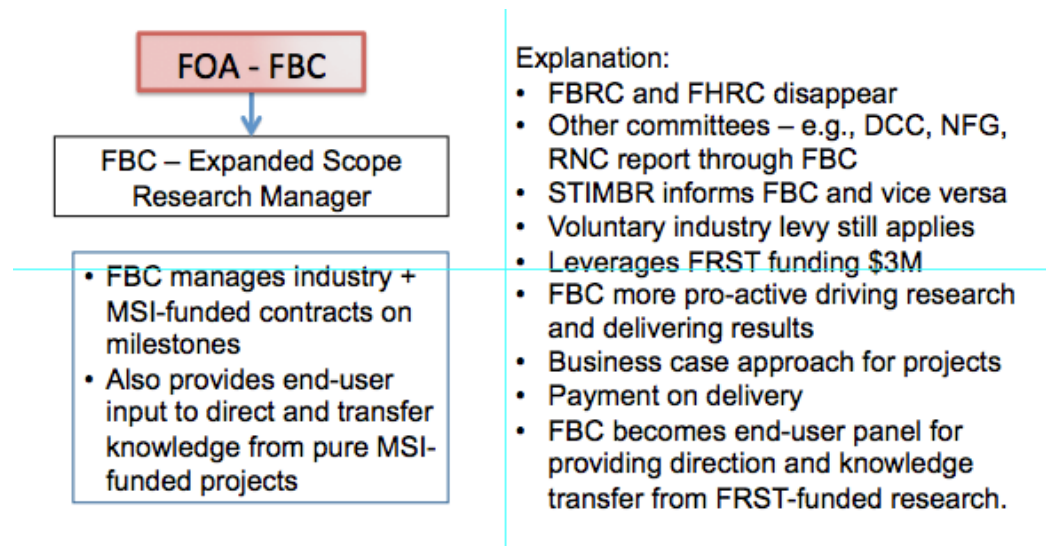 FOA - FBC
FBC – Expanded Scope
Research Manager
• FBC manages industry +
MSI-funded contracts on
milestones
• Also provides end-user
input to direct and transfer
knowledge from pure MSI-
funded projects
Explanation:
• FBRC and FHRC disappear
• Other committees – e.g., DCC, NFG,
RNC report through FBC
• STIMBR informs FBC and vice versa
• Voluntary industry levy still applies
• Leverages FRST funding $3M
• FBC more pro-active driving research
and delivering results
• Business case approach for projects
• Payment on delivery
• FBC becomes end-user panel for
providing direction and knowledge
transfer from FRST-funded research.